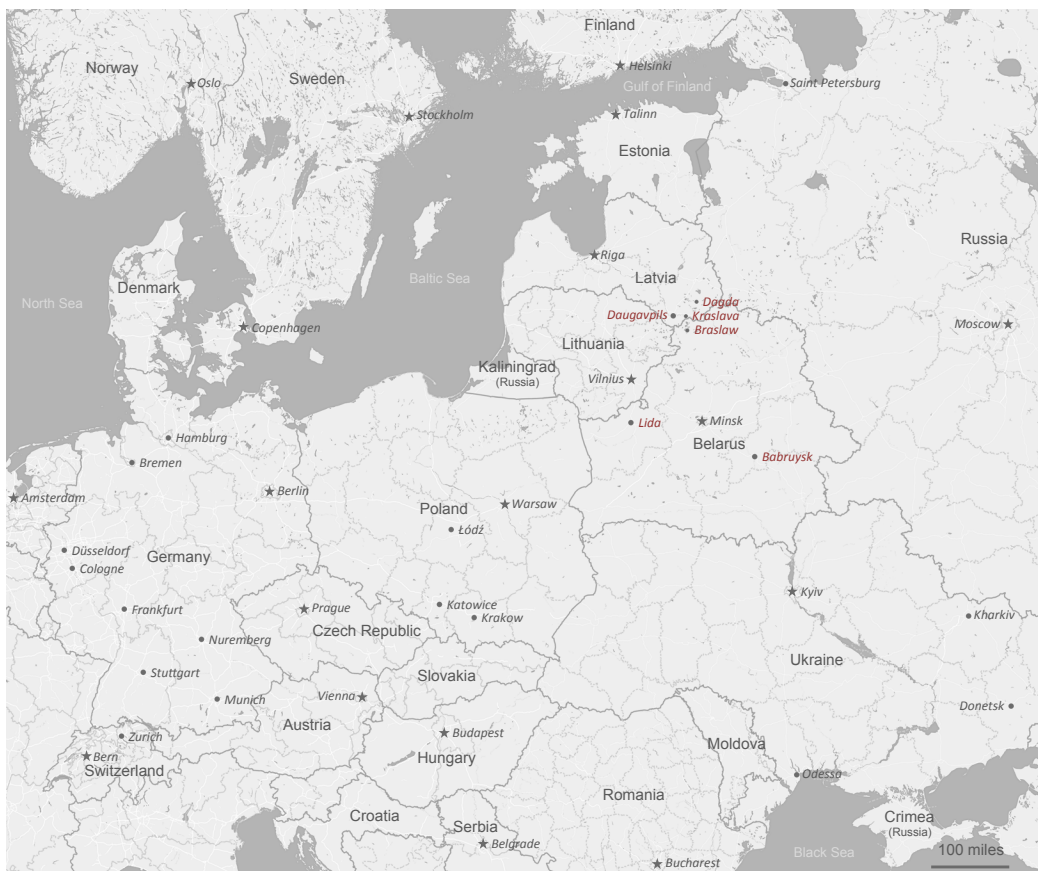 Finland
Norway
Helsinki
Sweden
Oslo
Saint Petersburg
Gulf of Finland
Stockholm
Talinn
Estonia
Russia
Riga
Baltic Sea
Latvia
Denmark
North Sea
Dagda
Daugavpils
Kraslava
Copenhagen
Braslaw
Moscow
Lithuania
Kaliningrad
(Russia)
Vilnius
Lida
Minsk
Hamburg
Belarus
Babruysk
Bremen
Berlin
Amsterdam
Warsaw
Poland
Łódź
Düsseldorf
Germany
Cologne
Kyiv
Katowice
Prague
Frankfurt
Krakow
Kharkiv
Czech Republic
Nuremberg
Ukraine
Stuttgart
Slovakia
Vienna
Munich
Donetsk
Austria
Budapest
Zurich
Moldova
Bern
Hungary
Switzerland
Odessa
Romania
Croatia
Crimea
(Russia)
Serbia
Belgrade
100 miles
Black Sea
Bucharest